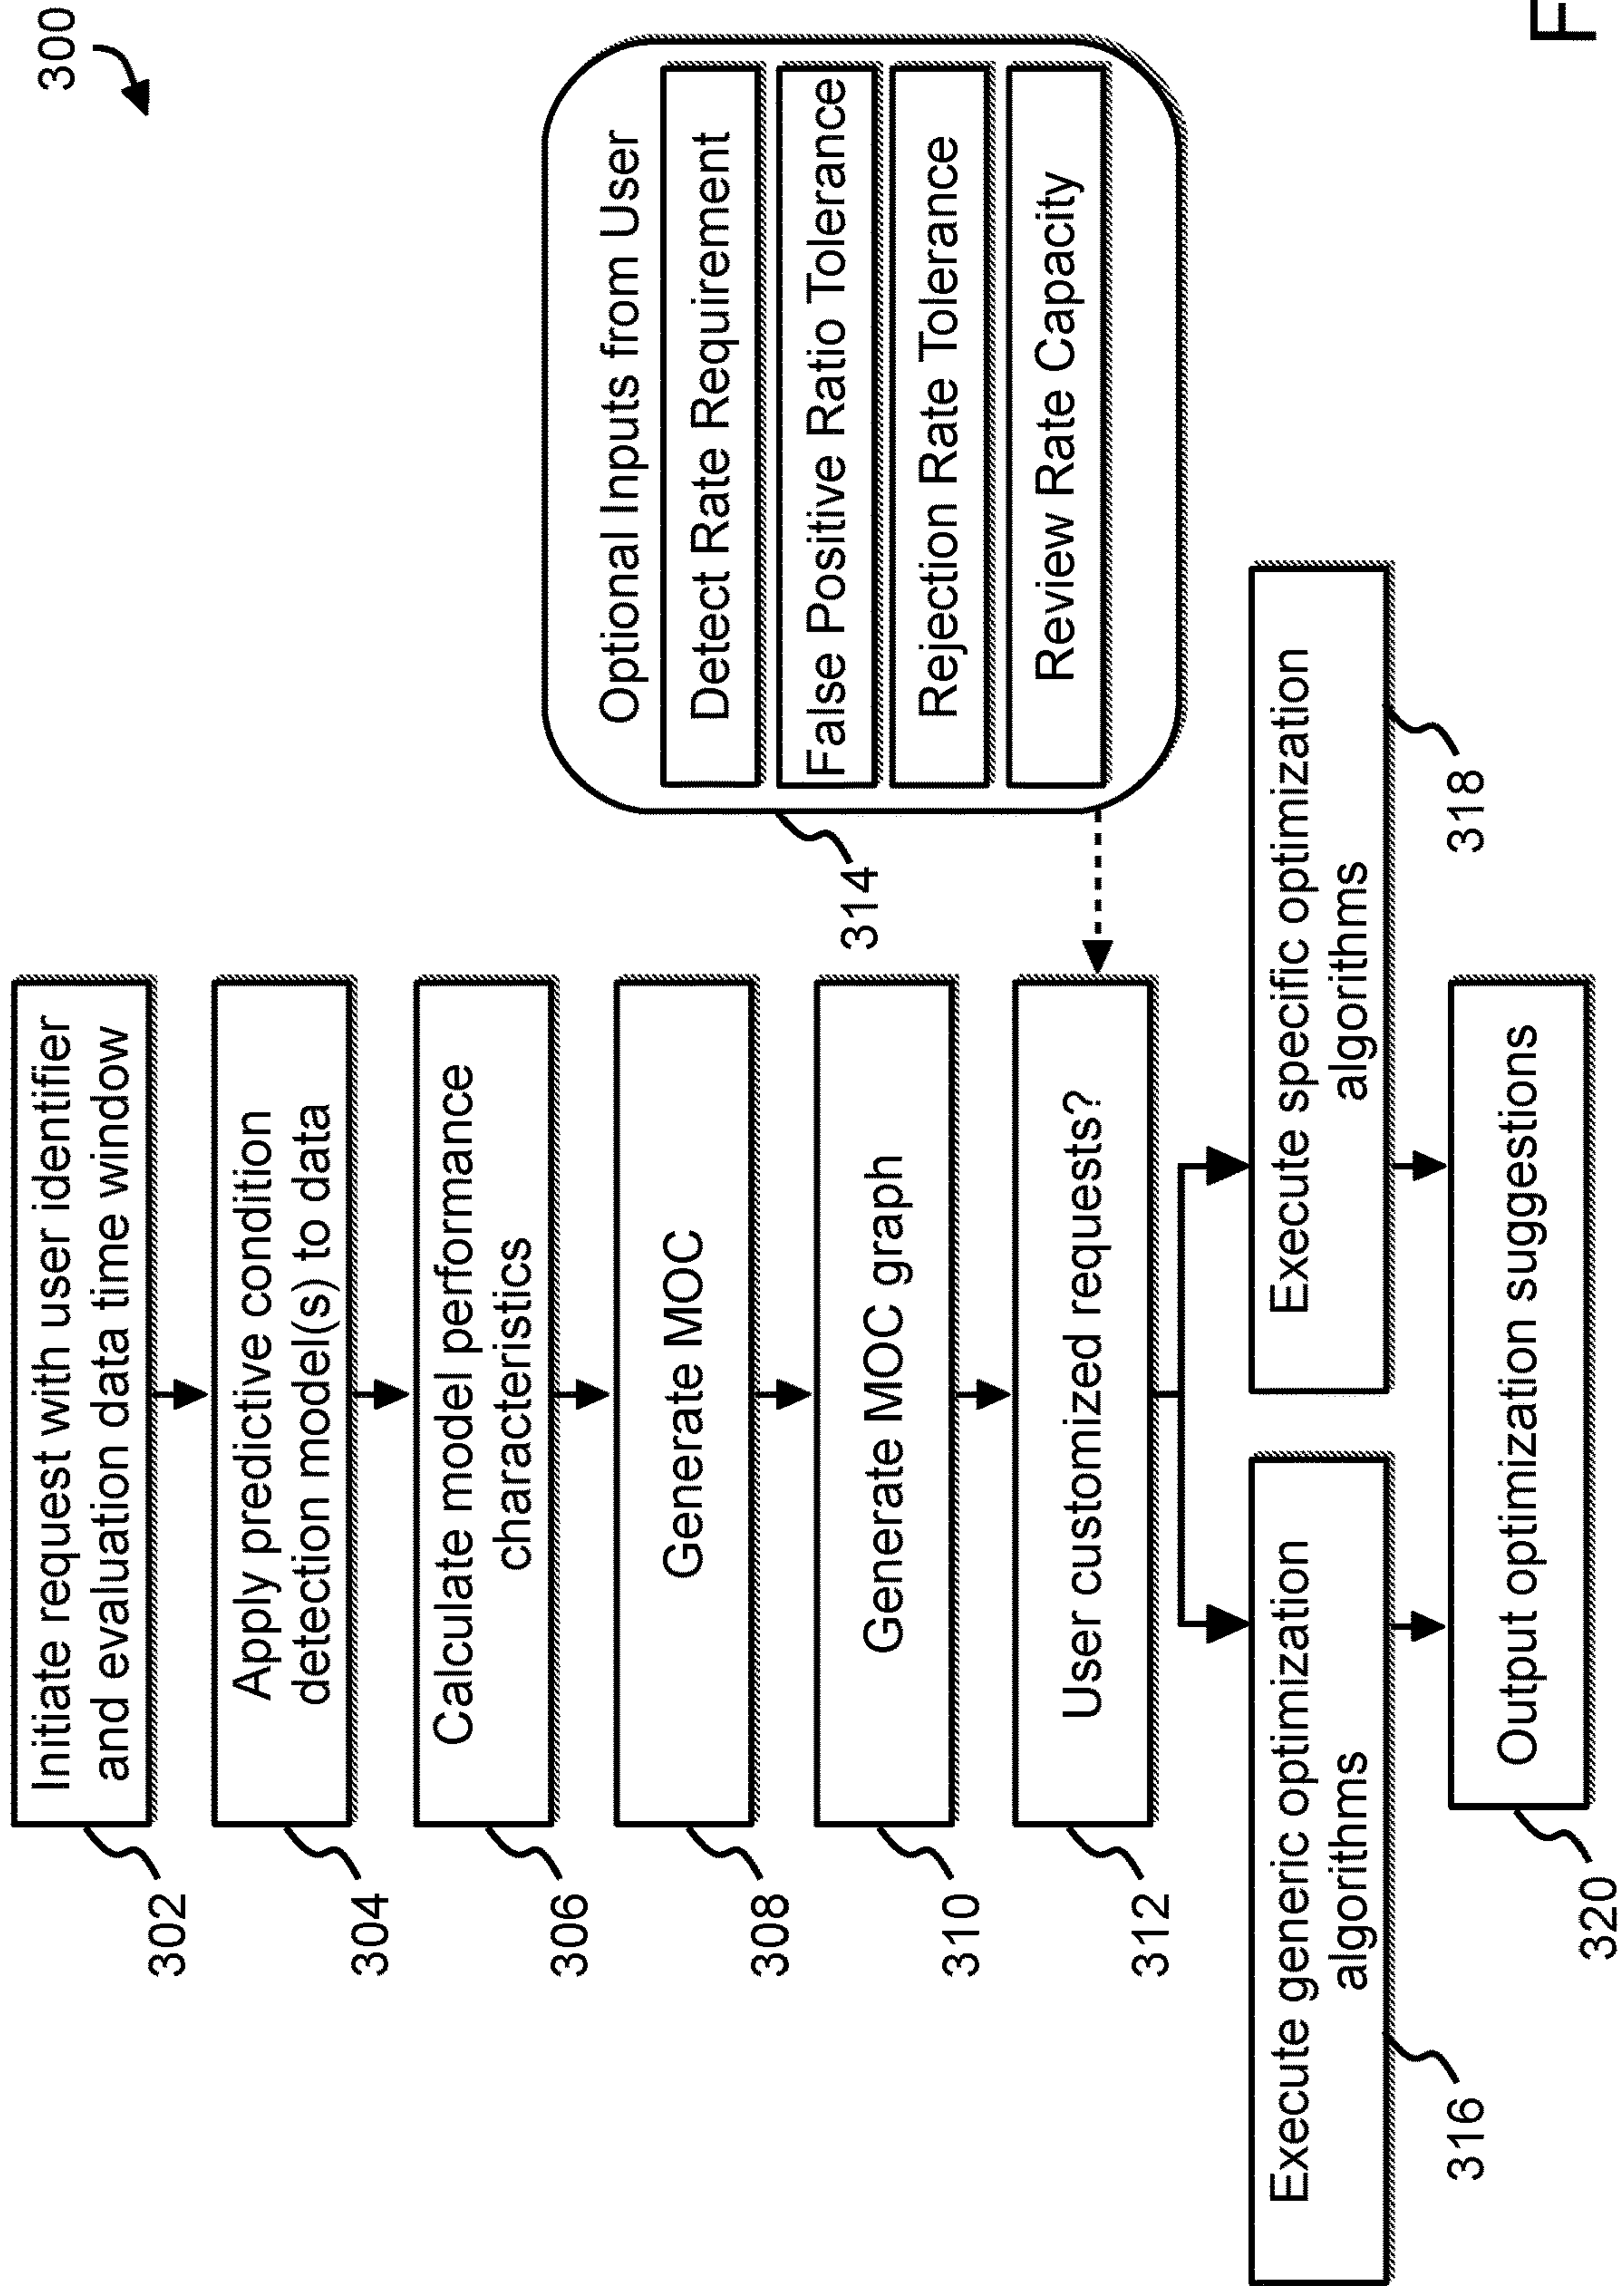 300
Initiate request with user identifier
and evaluation data time window
302
Apply predictive condition
detection model(s) to data
304
Calculate model performance
characteristics
306
Generate MOC
308
Generate MOC graph
310
User customized requests?
312
Optional Inputs from User
Detect Rate Requirement
False Positive Ratio Tolerance
Rejection Rate Tolerance
Review Rate Capacity
314
Execute generic optimization
algorithms
316
Execute specific optimization
algorithms
318
Output optimization suggestions
320
F